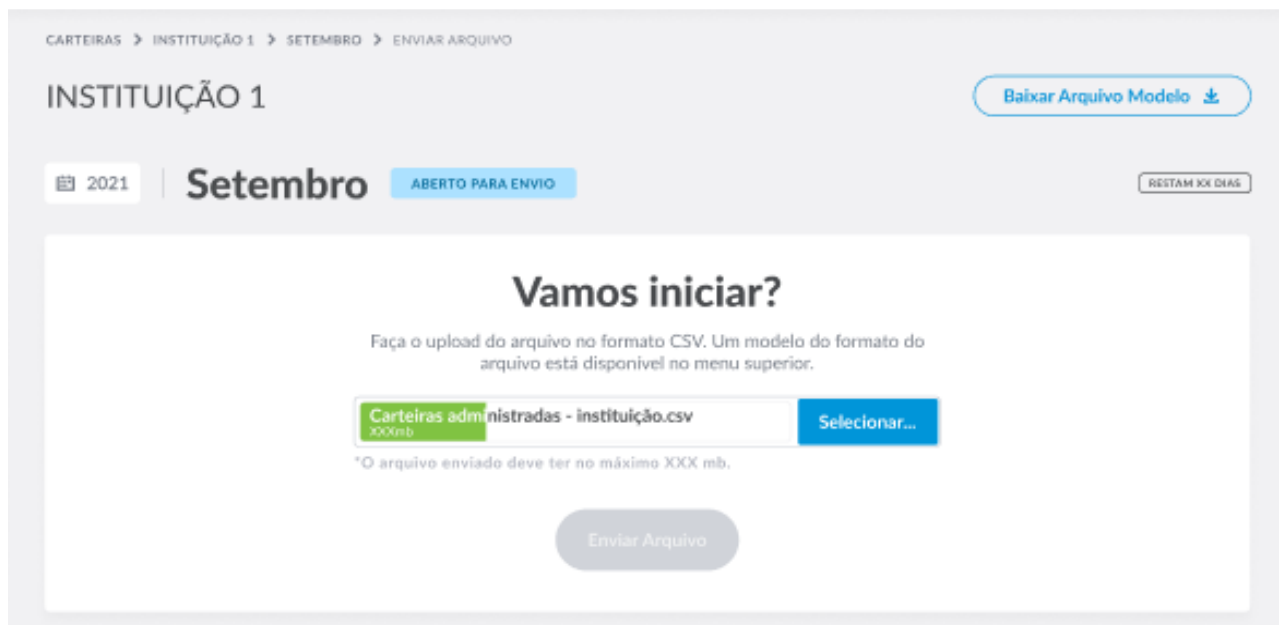 CARTEIRAS > INSTITUIÇÃO 1 > SETEMBRO > ENVIAR ARQUIVO
INSTITUIÇÃO 1
Baixar Arquivo Modelo
2021
Setembro
ABERTO PARA ENVIO
RESTAM XX DIAS
Vamos iniciar?
Faça o upload do arquivo no formato CSV. Um modelo do formato do
arquivo está disponível no menu superior.
Carteiras administradas - instituição.csv
XXXmb
Selecionar...
*O arquivo enviado deve ter no máximo XXX mb.
Enviar Arquivo